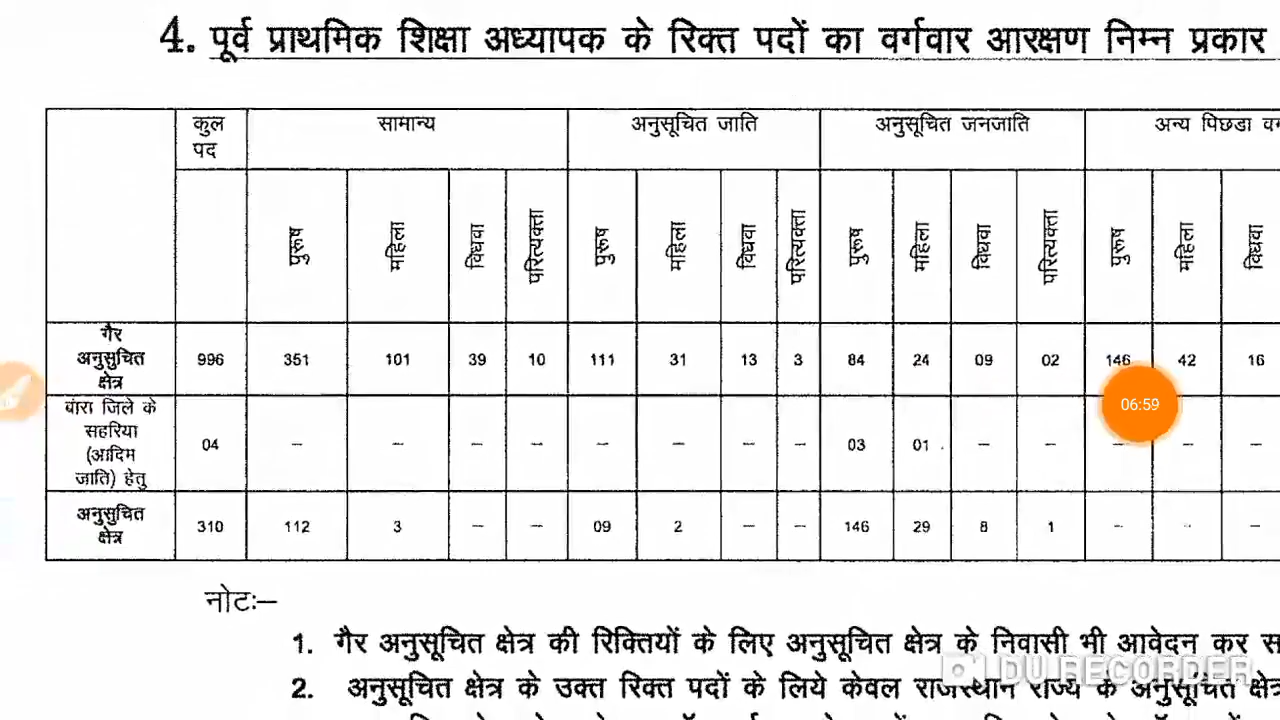 4. पूर्व प्राथमिक शिक्षा अध्यापक के रिक्त पदों का वर्गवार आरक्षण निम्न प्रकार
कुल पद सामान्य अनुसूचित जाति अनुसूचित जनजाति अन्य पिछडा
पुरूष महिला विधवा परित्यक्ता पुरूष महिला विधवा परित्यक्ता पुरूष महिला विधवा परित्यक्ता पुरूष महिला विधवा
गैर अनुसुचित क्षेत्र 996 351 101 39 10 111 31 13 3 84 24 09 02 146 42 16
बांरा जिले के सहरिया (आदिम जाति) हेतु 04 – – – – – – – – 03 01 – – – – –
अनुसुचित क्षेत्र 310 112 3 – – 09 2 – – 146 29 8 1 – – –
06:59
नोटः–
1. गैर अनुसूचित क्षेत्र की रिक्तियों के लिए अनुसूचित क्षेत्र के निवासी भी आवेदन कर
2. अनुसूचित क्षेत्र के उक्त रिक्त पदों के लिये केवल राजस्थान राज्य के अनुसूचित क्षेत्र
DU RECORDER